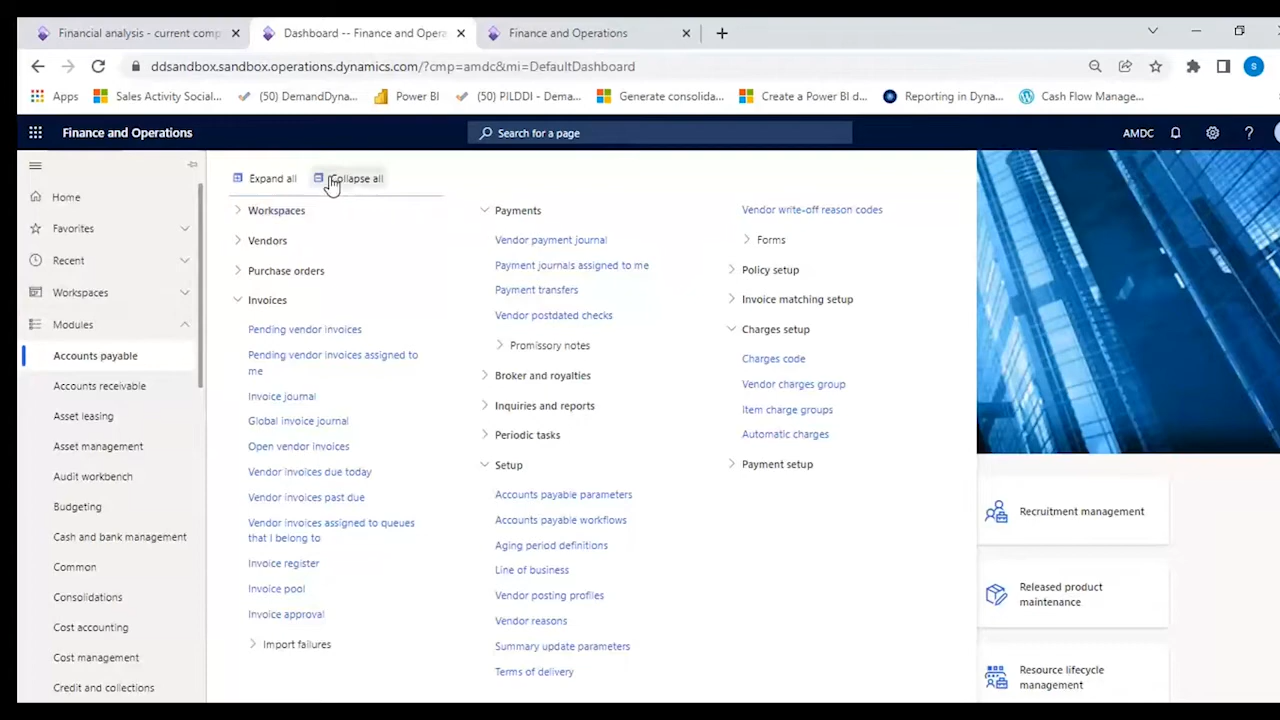 Financial analysis - current comp
Dashboard -- Finance and Opera
Finance and Operations
ddsandbox.sandbox.operations.dynamics.com/?cmp=amdc&mi=DefaultDashboard
S
Apps
Sales Activity Social...
(50) DemandDyna...
Power BI
(50) PILDDI - Dema...
Generate consolida...
Create a Power BI d...
Reporting in Dyna...
Cash Flow Manage...
Finance and Operations
Search for a page
AMDC
?
Home
Favorites
Recent
Workspaces
Modules
Accounts payable
Accounts receivable
Asset leasing
Asset management
Audit workbench
Budgeting
Cash and bank management
Common
Consolidations
Cost accounting
Cost management
Credit and collections
Expand all
Collapse all
Workspaces
Vendors
Purchase orders
Invoices
Pending vendor invoices
Pending vendor invoices assigned to
me
Invoice journal
Global invoice journal
Open vendor invoices
Vendor invoices due today
Vendor invoices past due
Vendor invoices assigned to queues
that I belong to
Invoice register
Invoice pool
Invoice approval
Import failures
Payments
Vendor payment journal
Payment journals assigned to me
Payment transfers
Vendor postdated checks
Promissory notes
Broker and royalties
Inquiries and reports
Periodic tasks
Setup
Accounts payable parameters
Accounts payable workflows
Aging period definitions
Line of business
Vendor posting profiles
Vendor reasons
Summary update parameters
Terms of delivery
Vendor write-off reason codes
Forms
Policy setup
Invoice matching setup
Charges setup
Charges code
Vendor charges group
Item charge groups
Automatic charges
Payment setup
Recruitment management
Released product
maintenance
Resource lifecycle
management